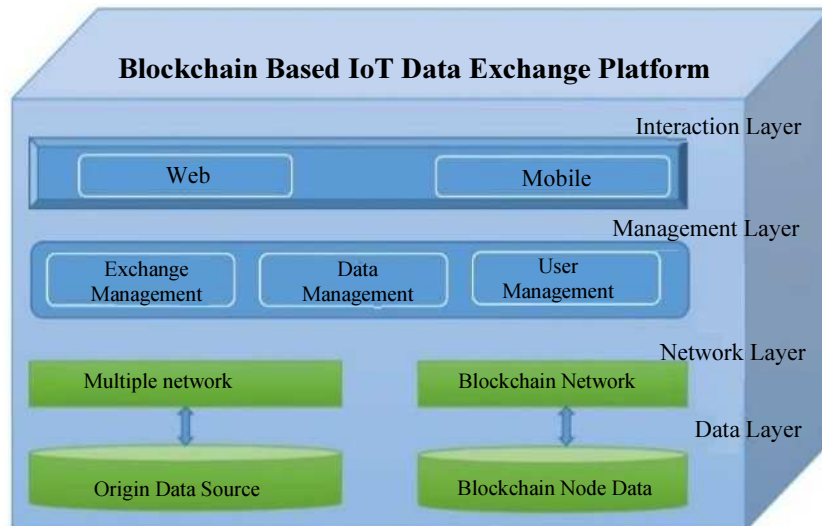 Blockchain Based IoT Data Exchange Platform
Interaction Layer
Web
Mobile
Management Layer
Exchange
Management
Data
Management
User
Management
Network Layer
Multiple network
Blockchain Network
Data Layer
Origin Data Source
Blockchain Node Data